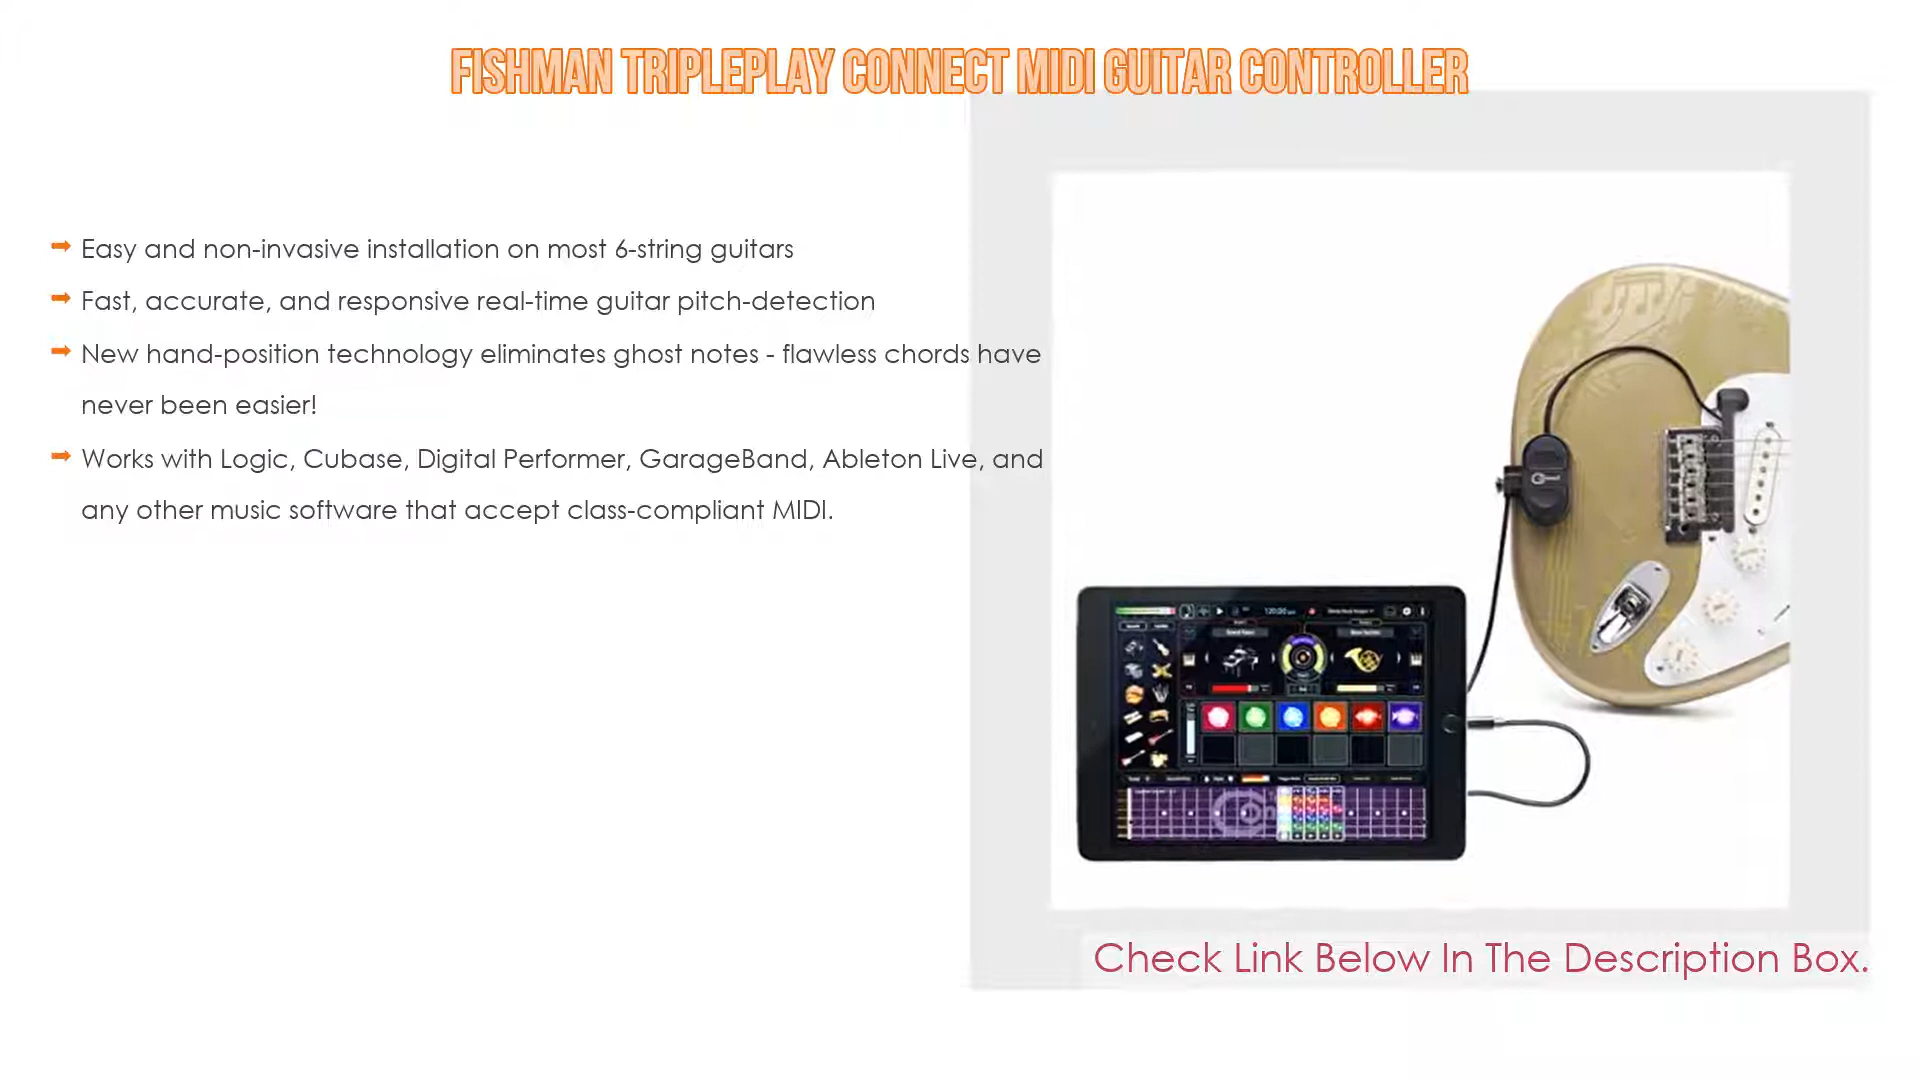 FISHMAN TRIPLEPLAY CONNECT MIDI GUITAR CONTROLLER
Easy and non-invasive installation on most 6-string guitars
Fast, accurate, and responsive real-time guitar pitch-detection
New hand-position technology eliminates ghost notes - flawless chords have
never been easier!
Works with Logic, Cubase, Digital Performer, GarageBand, Ableton Live, and
any other music software that accept class-compliant MIDI.
Check Link Below In The Description Box.